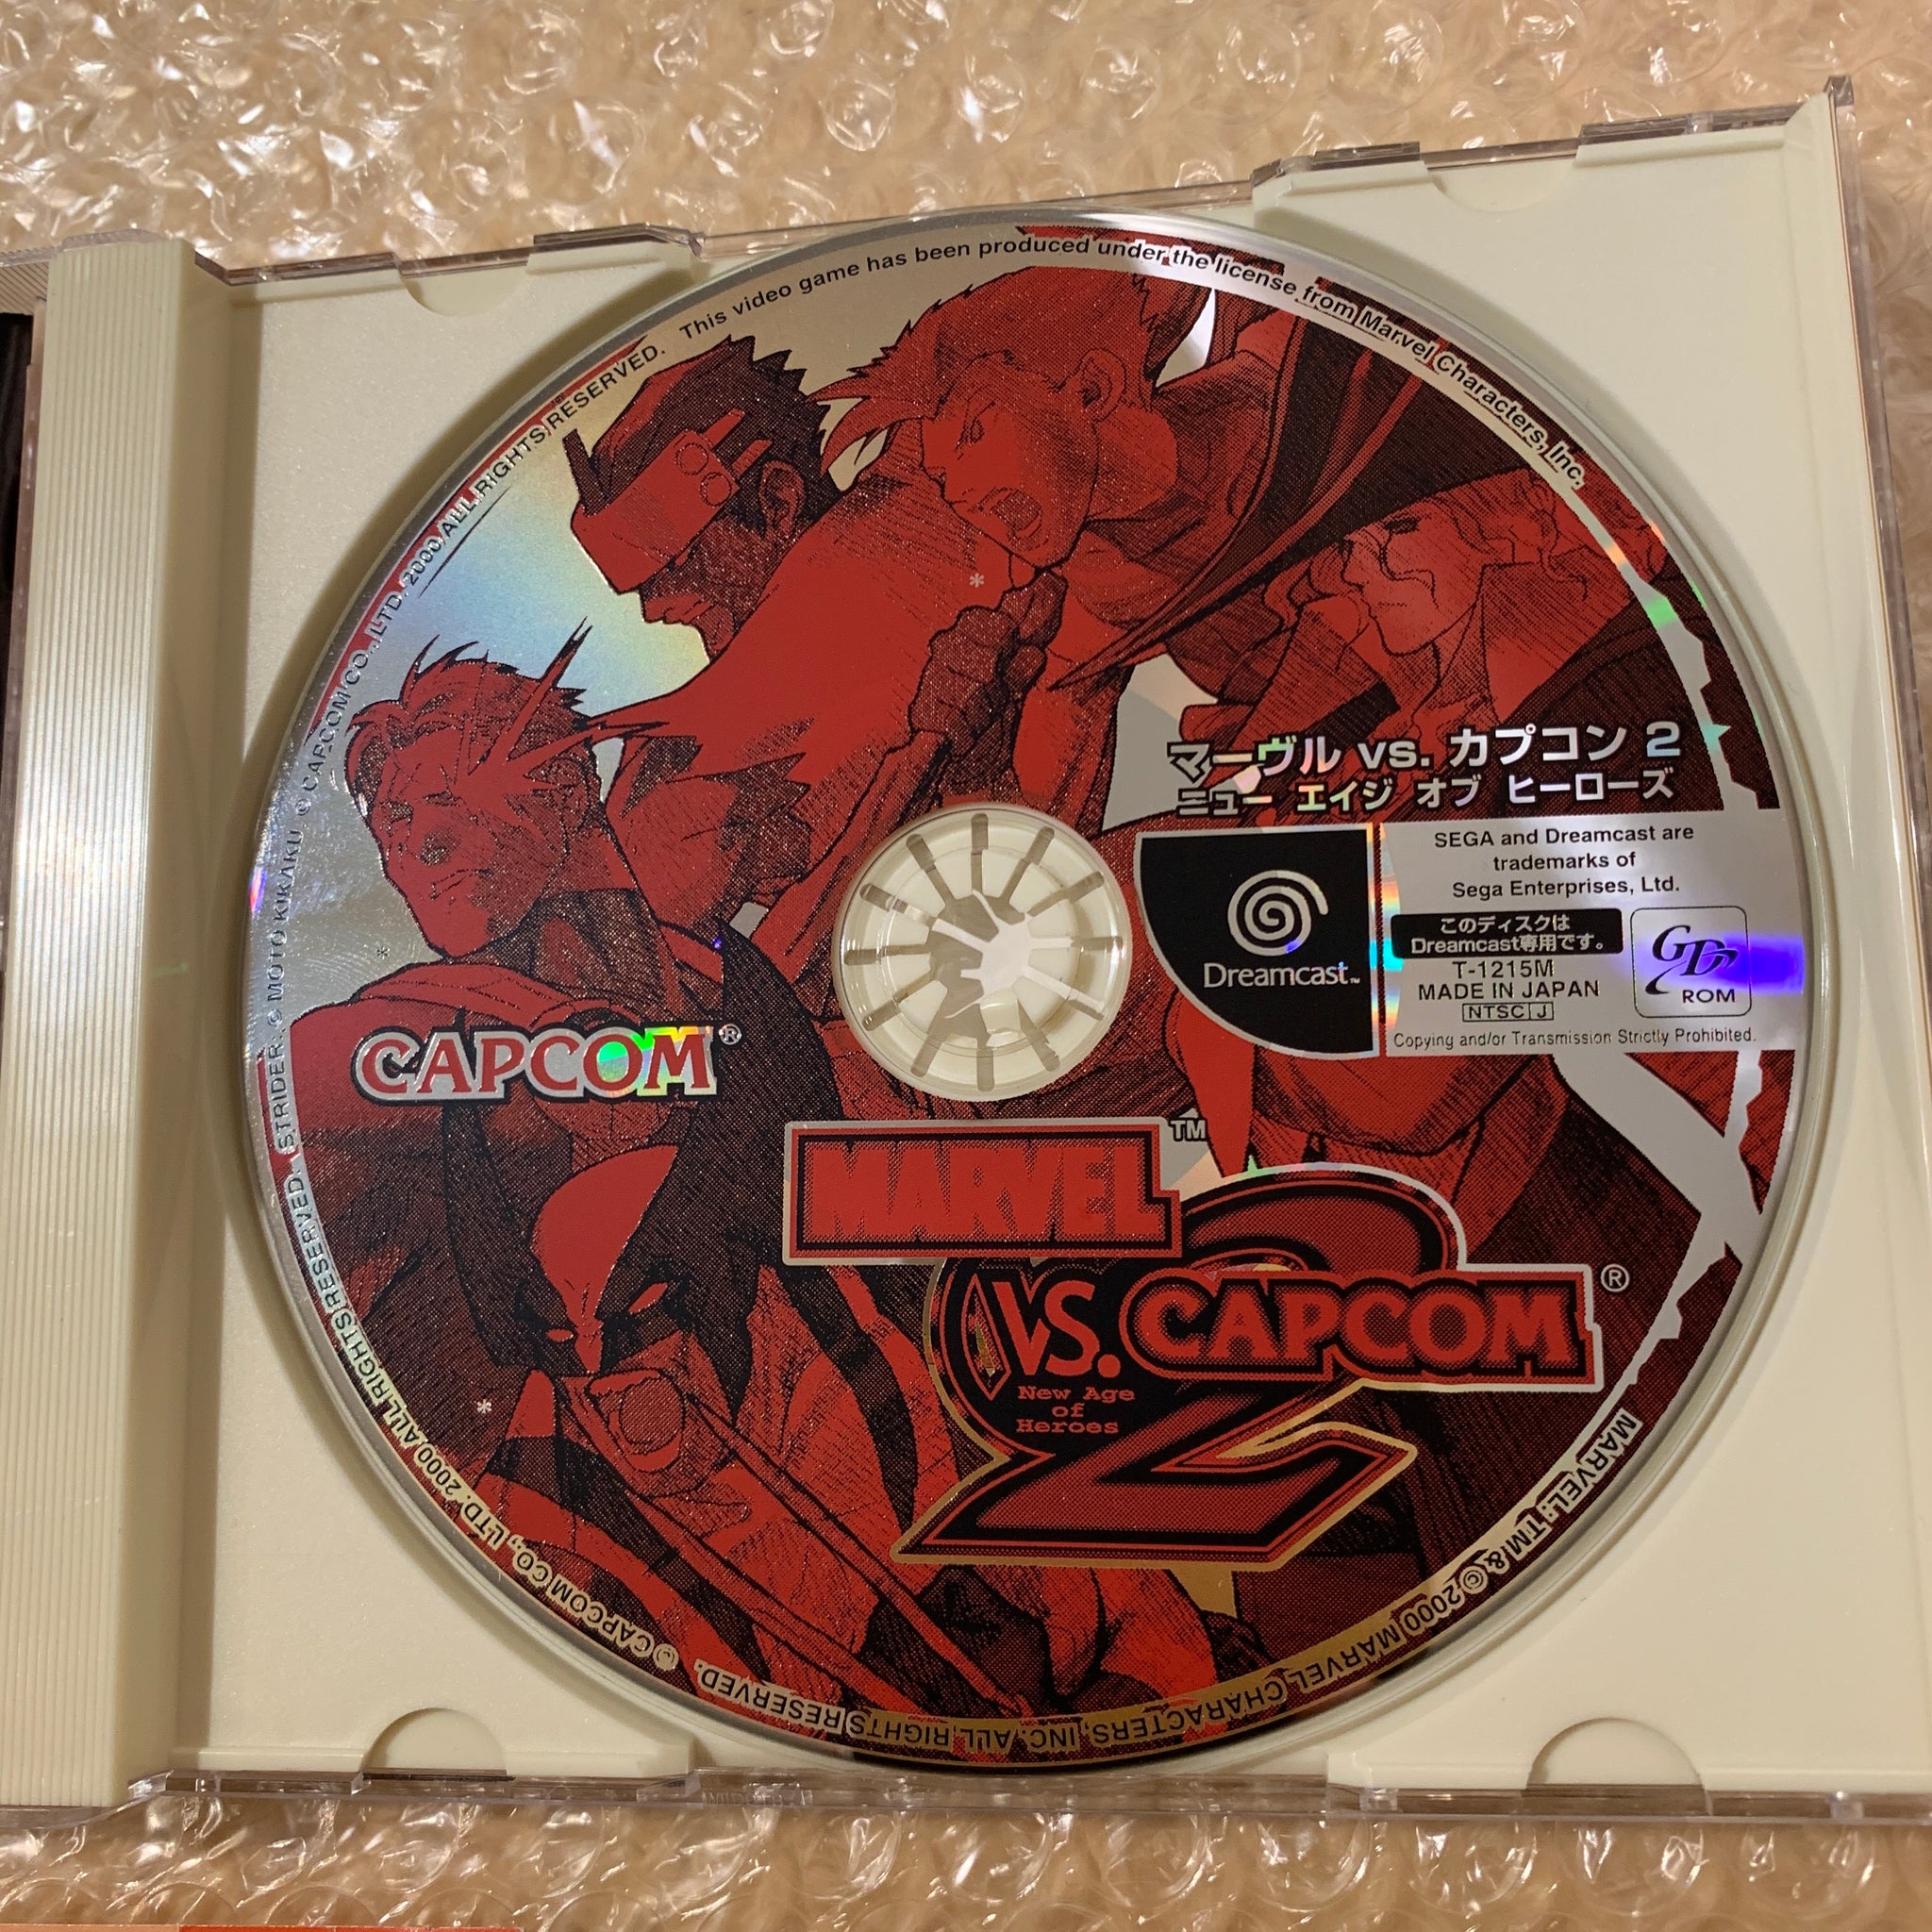 This video game has been produced under the license from Marvel Characters, Inc.
© MOTO KIKAKU © CAPCOM CO., LTD. 2000 ALL RIGHTS RESERVED.
マーヴル vs. カプコン 2
ニュー エイジ オブ ヒーローズ
SEGA and Dreamcast are
trademarks of
Sega Enterprises, Ltd.
このディスクは
Dreamcast専用です。
T-1215M
MADE IN JAPAN
NTSC J
GD
ROM
Copying and/or Transmission Strictly Prohibited.
Dreamcast™
CAPCOM®
MARVEL™
VS. CAPCOM®
2
New Age
of
Heroes
MARVEL: TM & © 2000 MARVEL CHARACTERS, INC. ALL RIGHTS RESERVED.
© CAPCOM CO., LTD. 2000 ALL RIGHTS RESERVED. STRIDER: